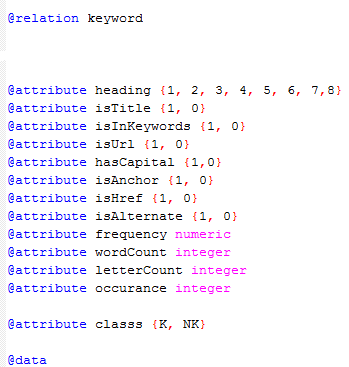 @relation keyword
@attribute heading {1, 2, 3, 4, 5, 6, 7,8}
@attribute isTitle {1, 0}
@attribute isInKeywords {1, 0}
@attribute isUrl {1, 0}
@attribute hasCapital {1,0}
@attribute isAnchor {1, 0}
@attribute isHref {1, 0}
@attribute isAlternate {1, 0}
@attribute frequency numeric
@attribute wordCount integer
@attribute letterCount integer
@attribute occurance integer
@attribute classs {K, NK}
@data